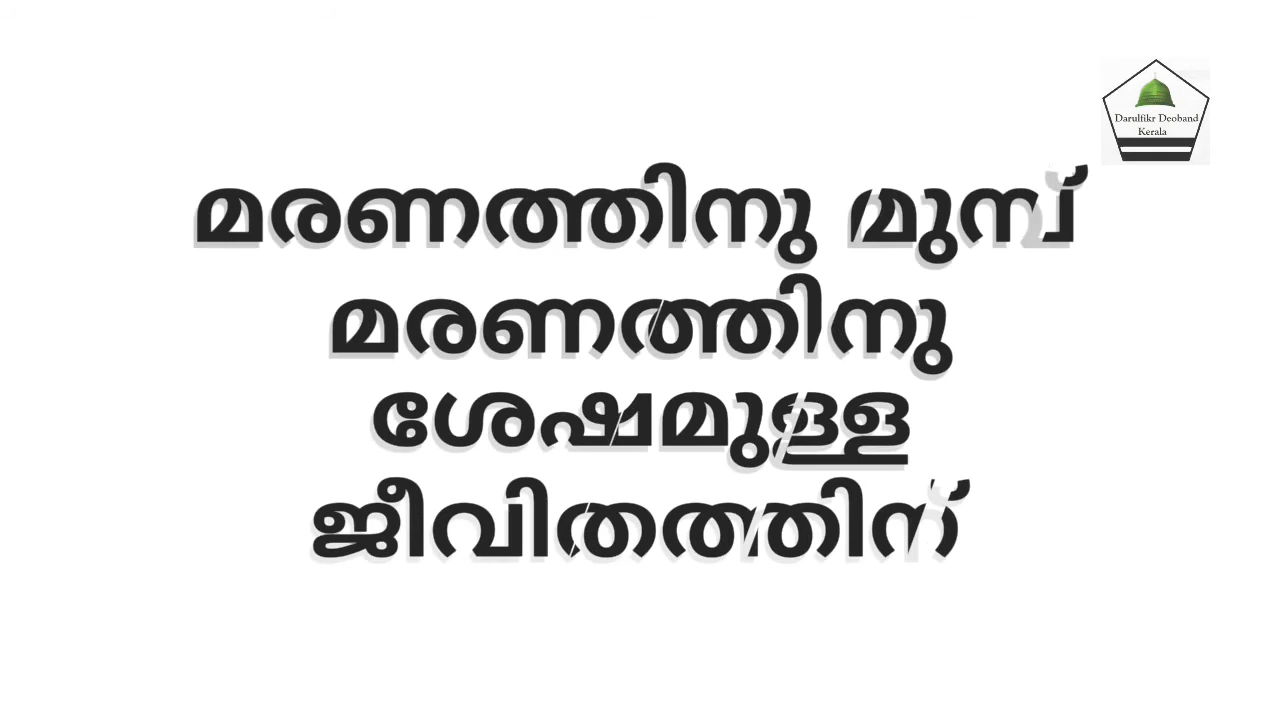 Darulfikr Deoband
Kerala
മരണത്തിനു മുമ്പ്
മരണത്തിനു
ശേഷമുള്ള
ജീവിതത്തിന്